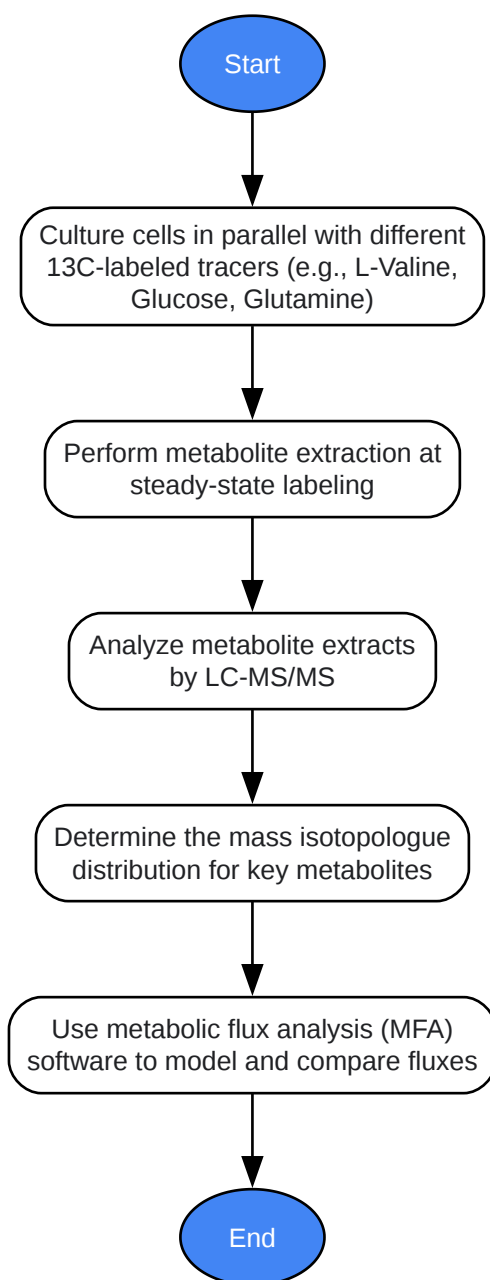 Start
Culture cells in parallel with different
13C-labeled tracers (e.g., L-Valine,
Glucose, Glutamine)
Perform metabolite extraction at
steady-state labeling
Analyze metabolite extracts
by LC-MS/MS
Determine the mass isotopologue
distribution for key metabolites
Use metabolic flux analysis (MFA)
software to model and compare fluxes
End